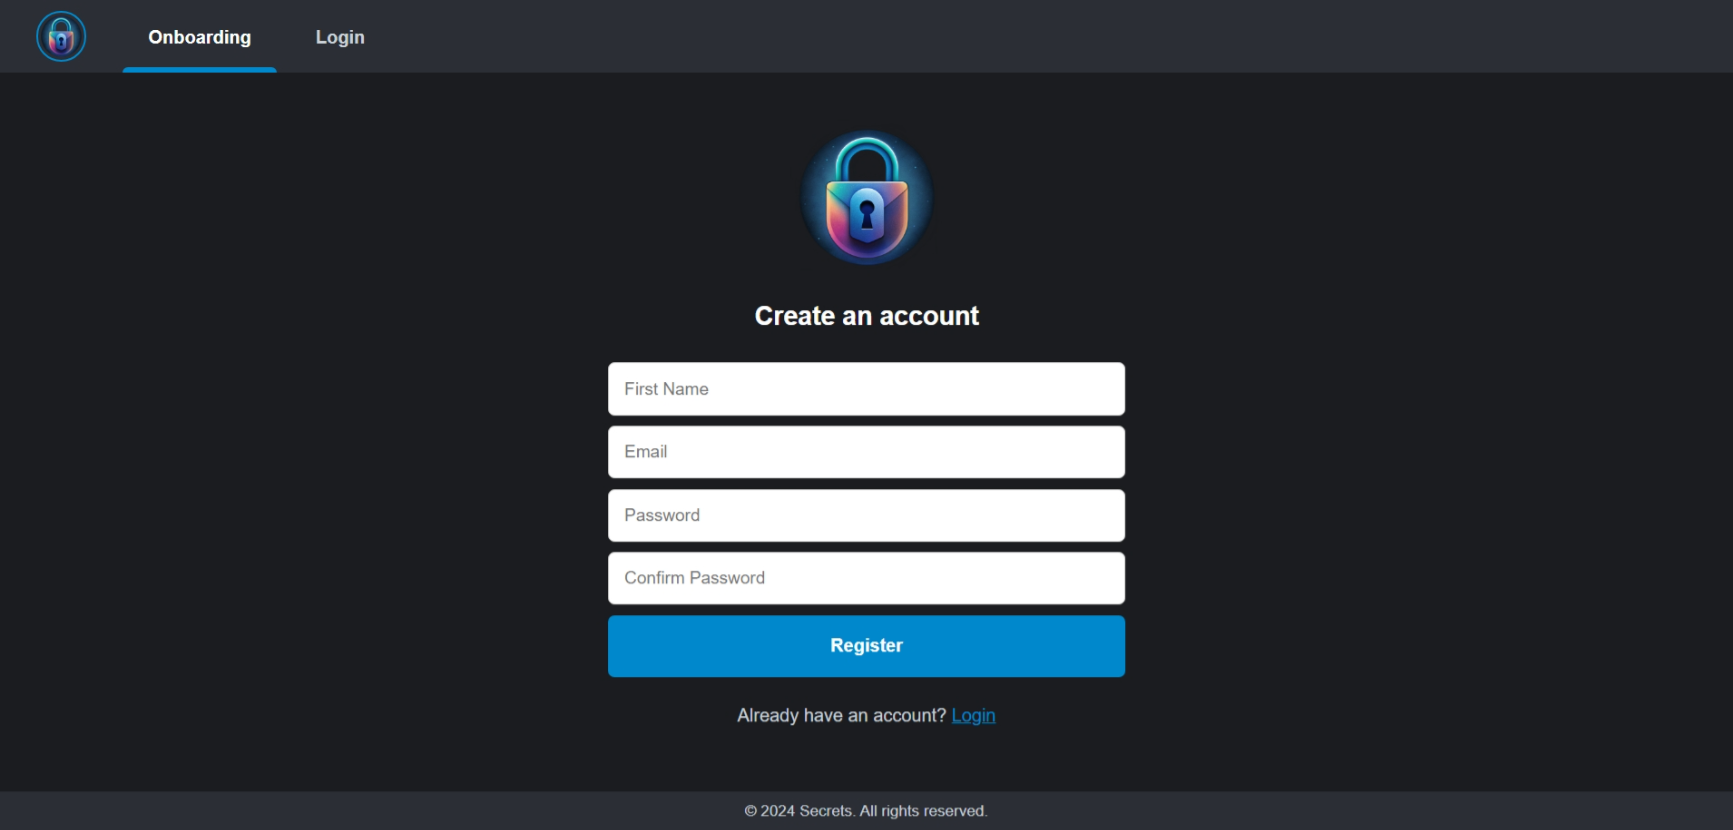 Onboarding Login
Create an account
First Name
Email
Password
Confirm Password
Register
Already have an account? Login
© 2024 Secrets. All rights reserved.